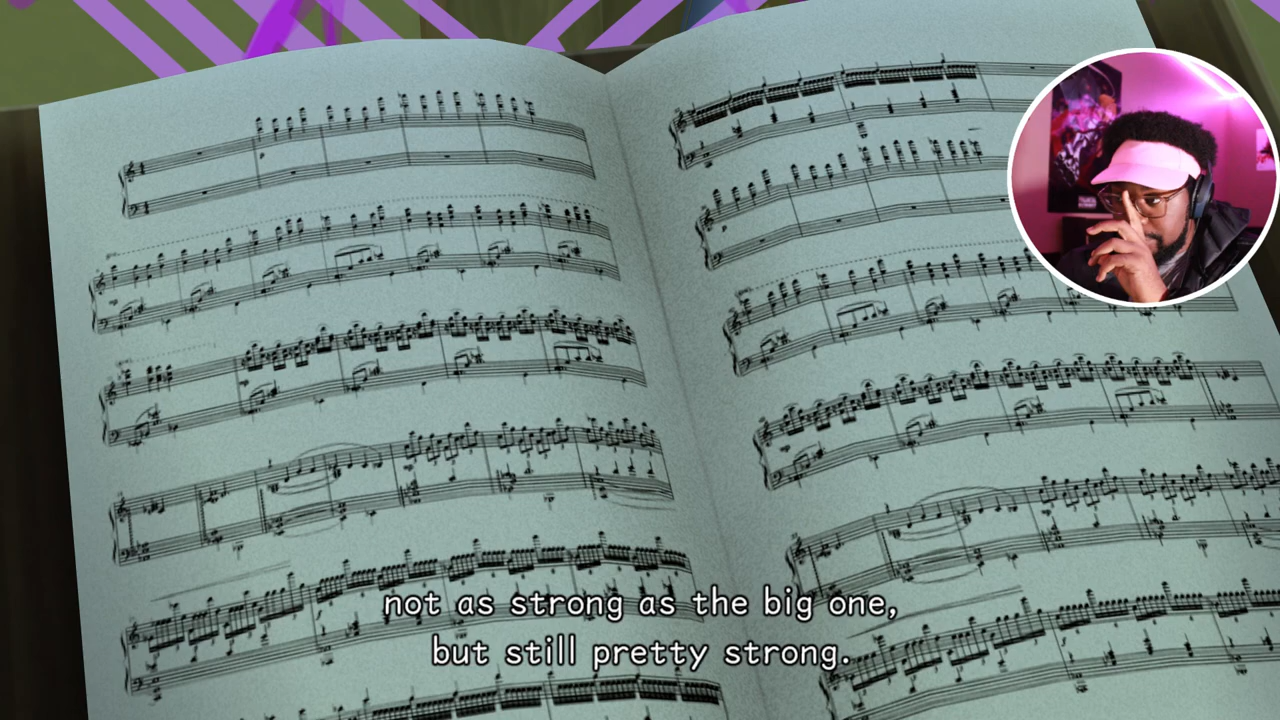 not as strong as the big one,
but still pretty strong.